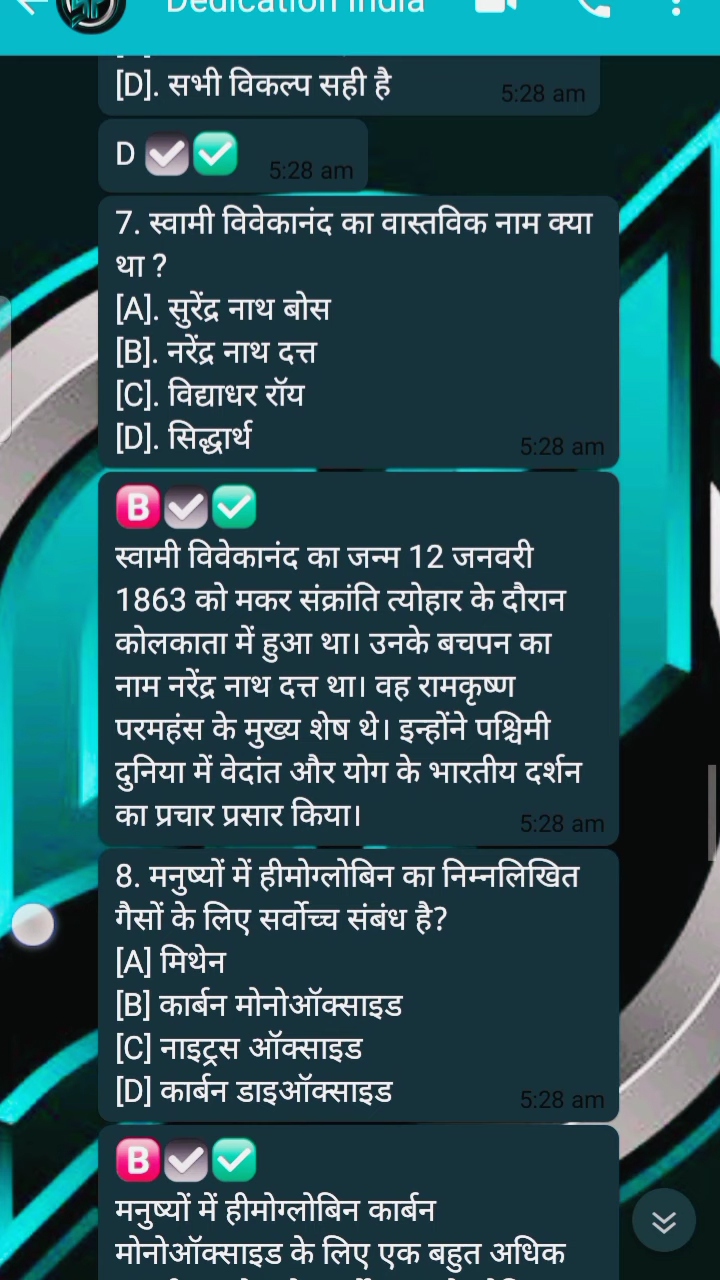 Dedication India
[D]. सभी विकल्प सही है
5:28 am
D ✔✅
5:28 am
7. स्वामी विवेकानंद का वास्तविक नाम क्या
था ?
[A]. सुरेंद्र नाथ बोस
[B]. नरेंद्र नाथ दत्त
[C]. विद्याधर रॉय
[D]. सिद्धार्थ
5:28 am
🅱✔✅
स्वामी विवेकानंद का जन्म 12 जनवरी
1863 को मकर संक्रांति त्योहार के दौरान
कोलकाता में हुआ था। उनके बचपन का
नाम नरेंद्र नाथ दत्त था। वह रामकृष्ण
परमहंस के मुख्य शेष थे। इन्होंने पश्चिमी
दुनिया में वेदांत और योग के भारतीय दर्शन
का प्रचार प्रसार किया।
5:28 am
8. मनुष्यों में हीमोग्लोबिन का निम्नलिखित
गैसों के लिए सर्वोच्च संबंध है?
[A] मिथेन
[B] कार्बन मोनोऑक्साइड
[C] नाइट्रस ऑक्साइड
[D] कार्बन डाइऑक्साइड
5:28 am
🅱✔✅
मनुष्यों में हीमोग्लोबिन कार्बन
मोनोऑक्साइड के लिए एक बहुत अधिक